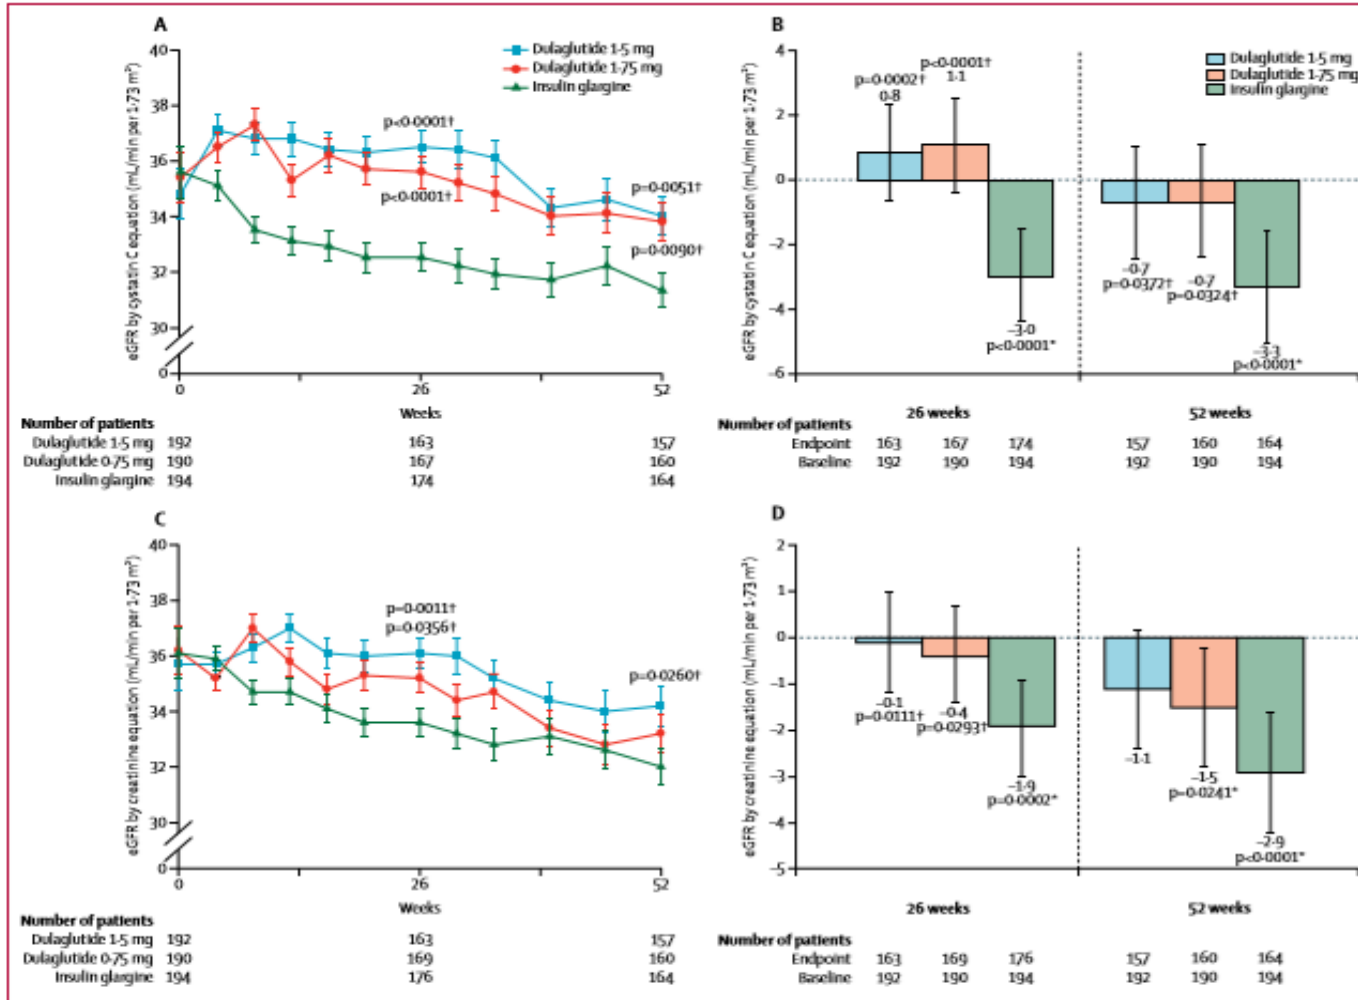 A
eGFR by cystatin C equation (mL/min per 1·73 m²)
40
38
36
34
32
30
0
Dulaglutide 1·5 mg
Dulaglutide 1·75 mg
Insulin glargine
p<0·0001†
p<0·0001†
p=0·0051†
p=0·0090†
0
26
52
Weeks
Number of patients
Dulaglutide 1·5 mg 192 163 157
Dulaglutide 0·75 mg 190 167 160
Insulin glargine 194 174 164
B
eGFR by cystatin C equation (mL/min per 1·73 m²)
4
2
0
–2
–4
–6
Dulaglutide 1·5 mg
Dulaglutide 1·75 mg
Insulin glargine
p=0·0002†
0·8
p<0·0001†
1·1
–3·0
p<0·0001*
–0·7
p=0·0372†
–0·7
p=0·0324†
–3·3
p<0·0001*
26 weeks
52 weeks
Number of patients
Endpoint 163 167 174 157 160 164
Baseline 192 190 194 192 190 194
C
eGFR by creatinine equation (mL/min per 1·73 m²)
40
38
36
34
32
30
0
p=0·0011†
p=0·0356†
p=0·0260†
0
26
52
Weeks
Number of patients
Dulaglutide 1·5 mg 192 163 157
Dulaglutide 0·75 mg 190 169 160
Insulin glargine 194 176 164
D
eGFR by creatinine equation (mL/min per 1·73 m²)
2
1
0
–1
–2
–3
–4
–5
–0·1
p=0·0111†
–0·4
p=0·0293†
–1·9
p=0·0002*
–1·1
–1·5
p=0·0241*
–2·9
p<0·0001*
26 weeks
52 weeks
Number of patients
Endpoint 163 169 176 157 160 164
Baseline 192 190 194 192 190 194